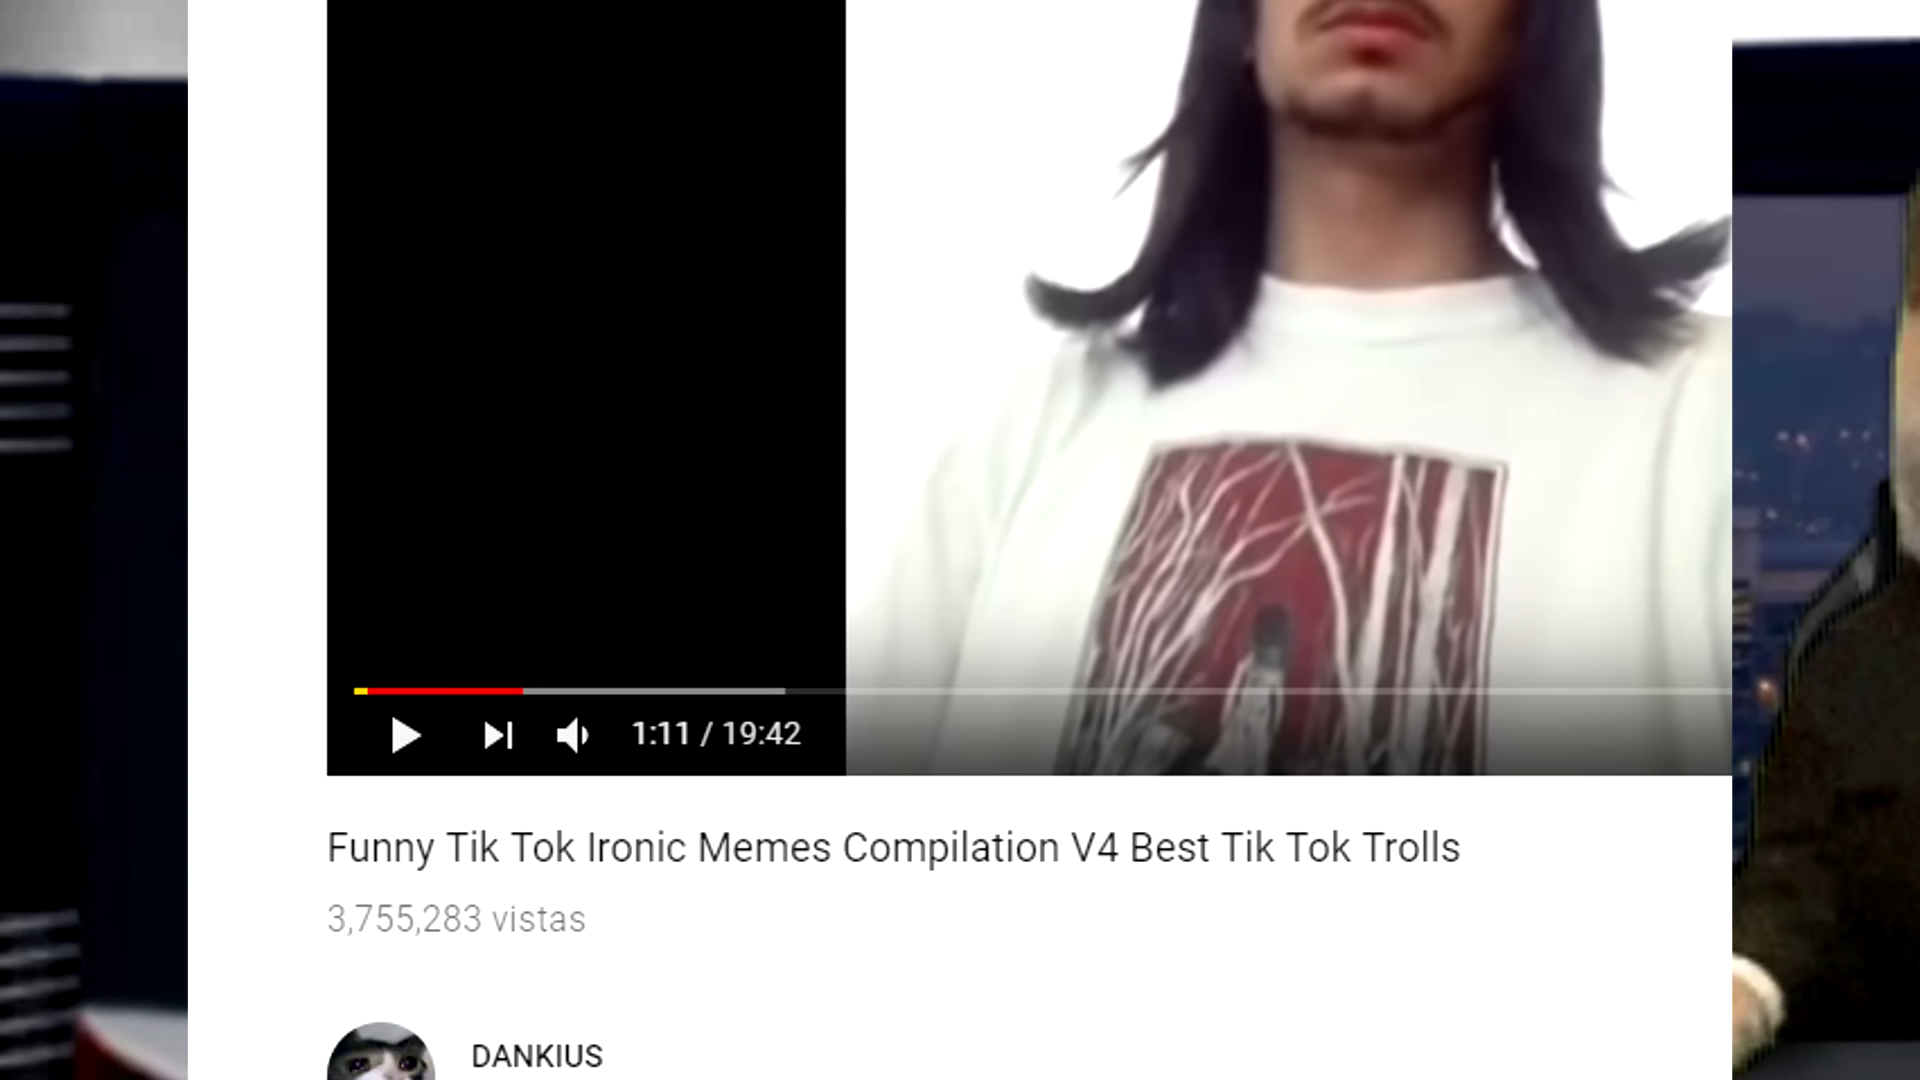 1:11 / 19:42
Funny Tik Tok Ironic Memes Compilation V4 Best Tik Tok Trolls
3,755,283 vistas
DANKIUS